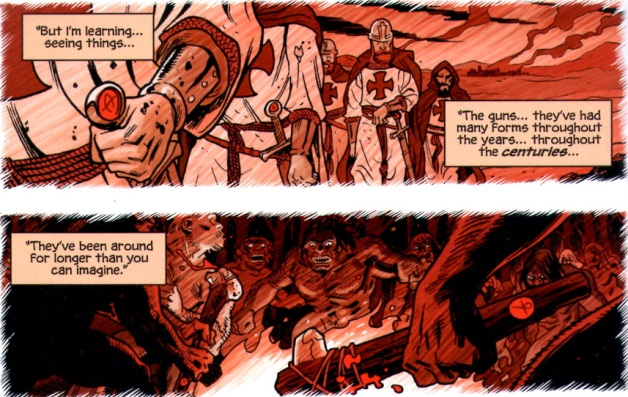 "But I'm learning...
seeing things...
"The guns... they've had
many forms throughout
the years... throughout
the centuries...
"They've been around
for longer than you
can imagine."